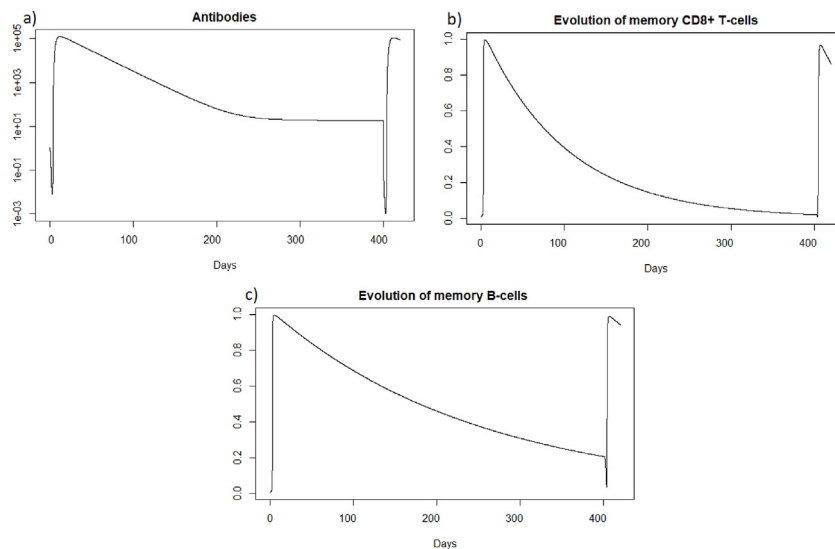 a)
Antibodies
1e+05
1e+03
1e+01
1e-01
1e-03
0 100 200 300 400
Days
b)
Evolution of memory CD8+ T-cells
1.0
0.8
0.6
0.4
0.2
0.0
0 100 200 300 400
Days
c)
Evolution of memory B-cells
1.0
0.8
0.6
0.4
0.2
0.0
0 100 200 300 400
Days